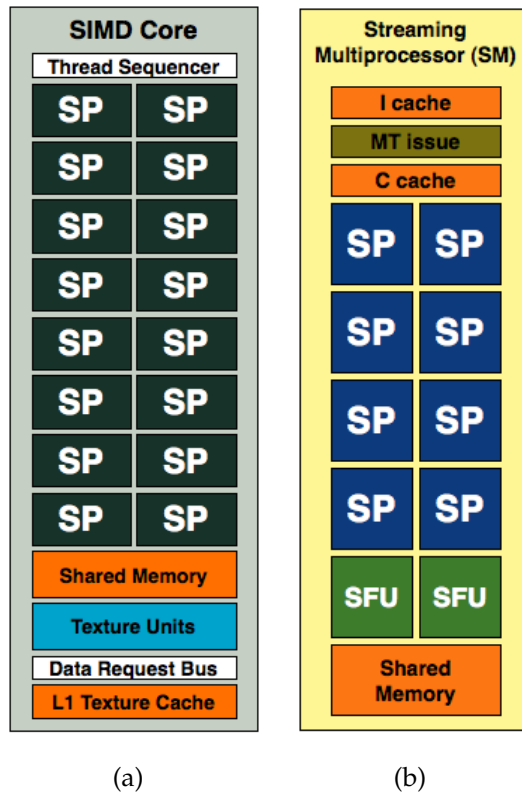 SIMD Core
Thread Sequencer
SP SP
SP SP
SP SP
SP SP
SP SP
SP SP
SP SP
SP SP
Shared Memory
Texture Units
Data Request Bus
L1 Texture Cache
(a)
Streaming
Multiprocessor (SM)
I cache
MT issue
C cache
SP SP
SP SP
SP SP
SP SP
SFU SFU
Shared
Memory
(b)